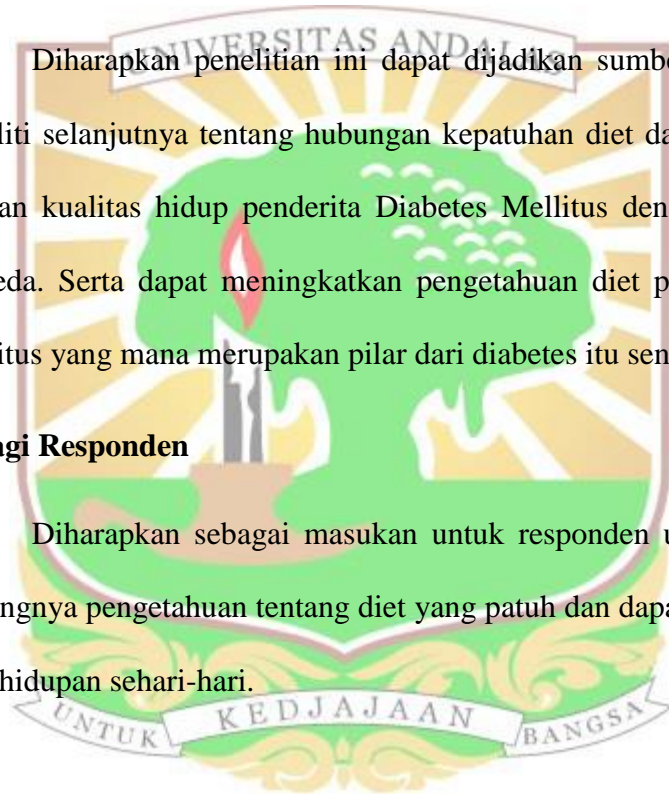 UNIVERSITAS ANDALAS
Diharapkan penelitian ini dapat dijadikan sumbe
liti selanjutnya tentang hubungan kepatuhan diet da
an kualitas hidup penderita Diabetes Mellitus den
eda. Serta dapat meningkatkan pengetahuan diet p
itus yang mana merupakan pilar dari diabetes itu sen
agi Responden
Diharapkan sebagai masukan untuk responden u
ngnya pengetahuan tentang diet yang patuh dan dapa
hidupan sehari-hari.
UNTUK KEDJAJAAN BANGSA